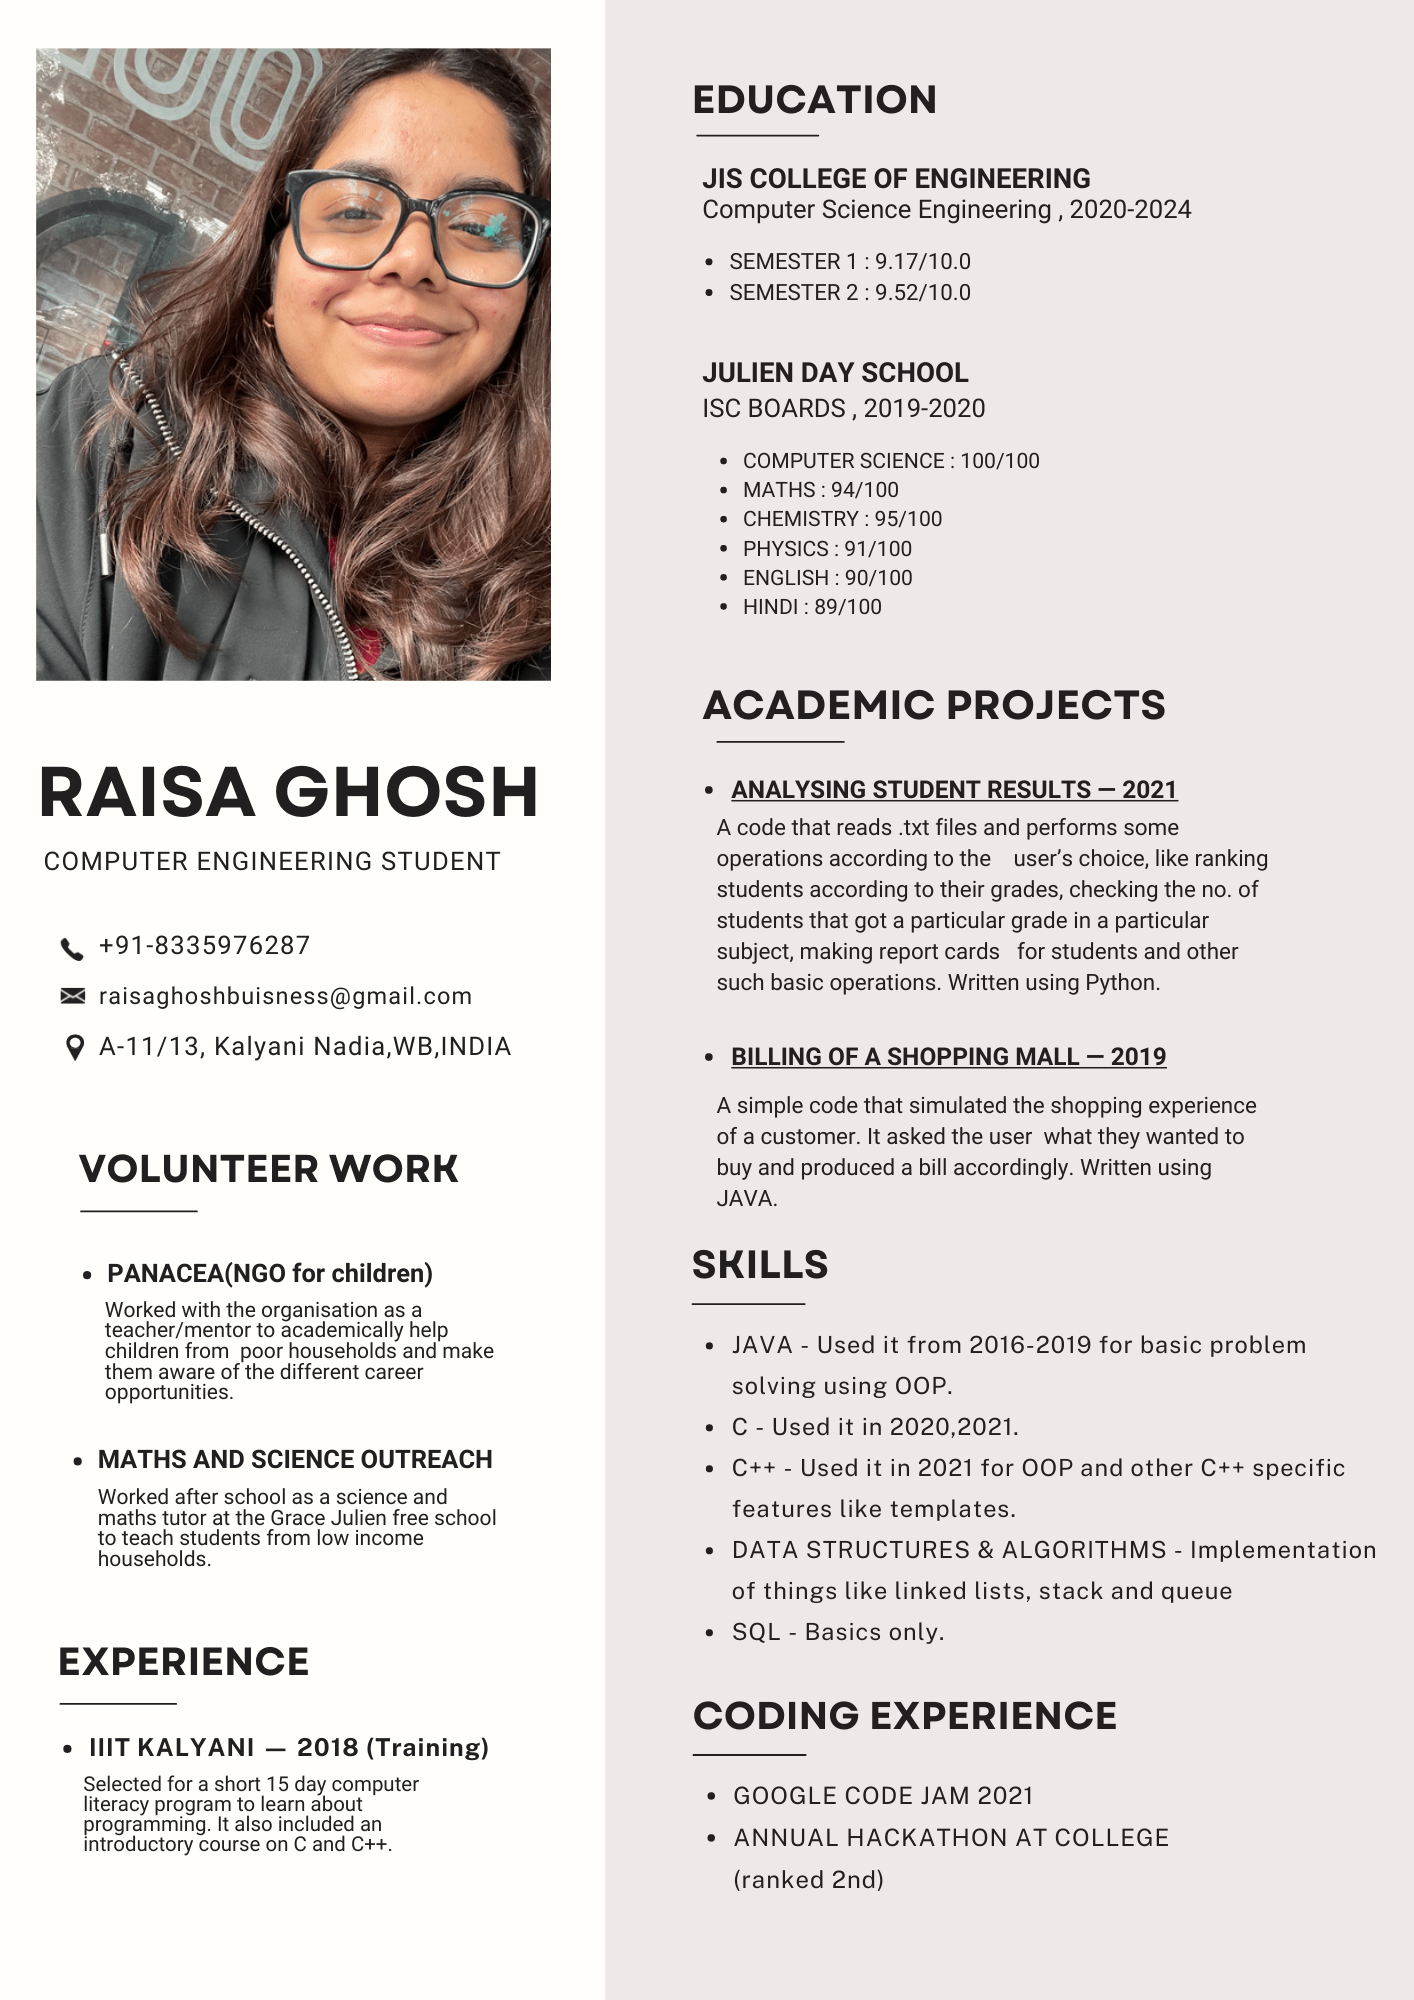 RAISA GHOSH
COMPUTER ENGINEERING STUDENT
+91-8335976287
raisaghoshbuisness@gmail.com
A-11/13, Kalyani Nadia,WB,INDIA
VOLUNTEER WORK
• PANACEA(NGO for children)
Worked with the organisation as a
teacher/mentor to academically help
children from poor households and make
them aware of the different career
opportunities.
• MATHS AND SCIENCE OUTREACH
Worked after school as a science and
maths tutor at the Grace Julien free school
to teach students from low income
households.
EXPERIENCE
• IIIT KALYANI — 2018 (Training)
Selected for a short 15 day computer
literacy program to learn about
programming. It also included an
introductory course on C and C++.
EDUCATION
JIS COLLEGE OF ENGINEERING
Computer Science Engineering , 2020-2024
• SEMESTER 1 : 9.17/10.0
• SEMESTER 2 : 9.52/10.0
JULIEN DAY SCHOOL
ISC BOARDS , 2019-2020
• COMPUTER SCIENCE : 100/100
• MATHS : 94/100
• CHEMISTRY : 95/100
• PHYSICS : 91/100
• ENGLISH : 90/100
• HINDI : 89/100
ACADEMIC PROJECTS
• ANALYSING STUDENT RESULTS — 2021
A code that reads .txt files and performs some
operations according to the user’s choice, like ranking
students according to their grades, checking the no. of
students that got a particular grade in a particular
subject, making report cards for students and other
such basic operations. Written using Python.
• BILLING OF A SHOPPING MALL — 2019
A simple code that simulated the shopping experience
of a customer. It asked the user what they wanted to
buy and produced a bill accordingly. Written using
JAVA.
SKILLS
• JAVA - Used it from 2016-2019 for basic problem
solving using OOP.
• C - Used it in 2020,2021.
• C++ - Used it in 2021 for OOP and other C++ specific
features like templates.
• DATA STRUCTURES & ALGORITHMS - Implementation
of things like linked lists, stack and queue
• SQL - Basics only.
CODING EXPERIENCE
• GOOGLE CODE JAM 2021
• ANNUAL HACKATHON AT COLLEGE
(ranked 2nd)